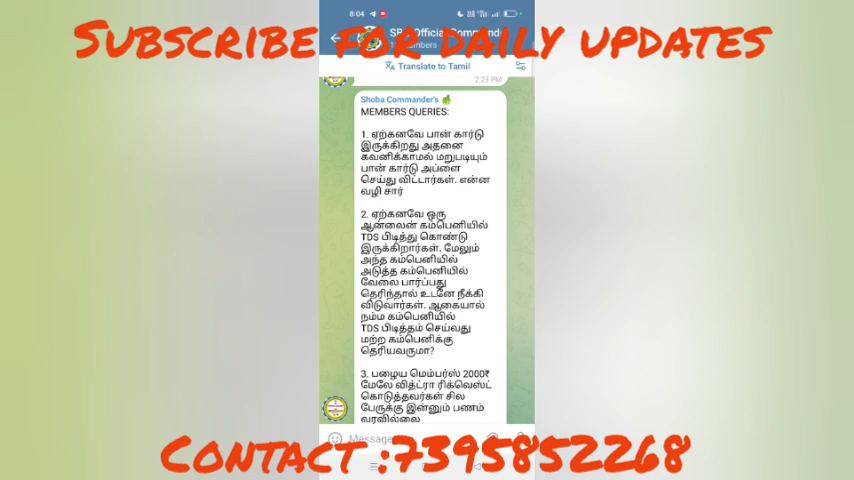 8:04
SUBSCRIBE FOR DAILY UPDATES
Translate to Tamil
2:23 PM
Shoba Commander's
MEMBERS QUERIES:
1. ஏற்கனவே பான் கார்டு
இருக்கிறது அதனை
கவனிக்காமல் மறுபடியும்
பான் கார்டு அப்ளை
செய்து விட்டார்கள். என்ன
வழி சார்
2. ஏற்கனவே ஒரு
ஆன்லைன் கம்பெனியில்
TDS பிடித்து கொண்டு
இருக்கிறார்கள். மேலும்
அந்த கம்பெனியில்
அடுத்த கம்பெனியில்
வேலை பார்ப்பது
தெரிந்தால் உடனே நீக்கி
விடுவார்கள். ஆகையால்
நம்ம கம்பெனியில்
TDS பிடித்தம் செய்வது
மற்ற கம்பெனிக்கு
தெரியவருமா?
3. பழைய மெம்பர்ஸ் 2000₹
மேலே வித்ட்ரா ரிக்வெஸ்ட்
கொடுத்தவர்கள் சில
பேருக்கு இன்னும் பணம்
வரவில்லை
Message
CONTACT :7395852268